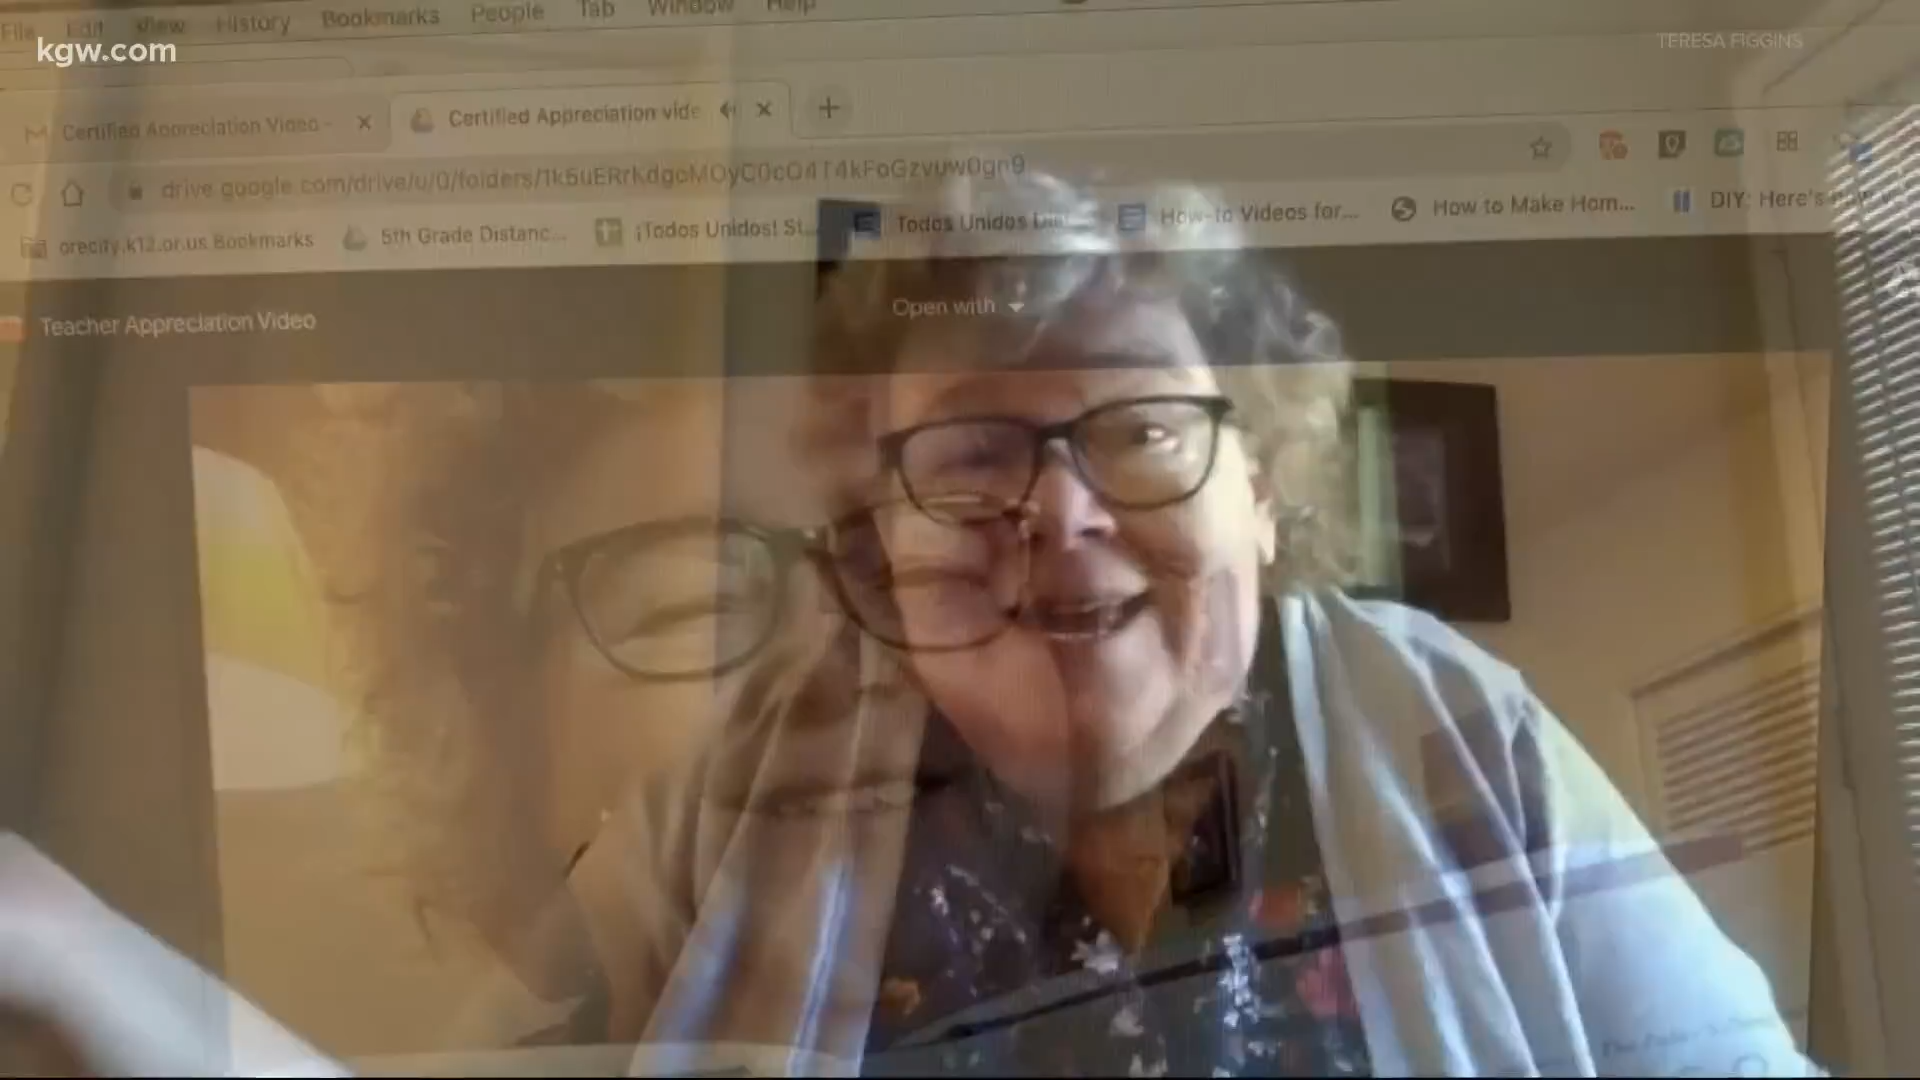 File Edit View History Bookmarks People Tab Window Help
kgw.com
TERESA FIGGINS
Certified Appreciation Video -
Certified Appreciation vide
drive.google.com/drive/u/0/folders/
orecity.k12.or.us Bookmarks
5th Grade Distanc...
¡Todos Unidos! St...
Todos Unidos
How-to Videos for...
How to Make Hom...
DIY: Here's
Teacher Appreciation Video
Open with